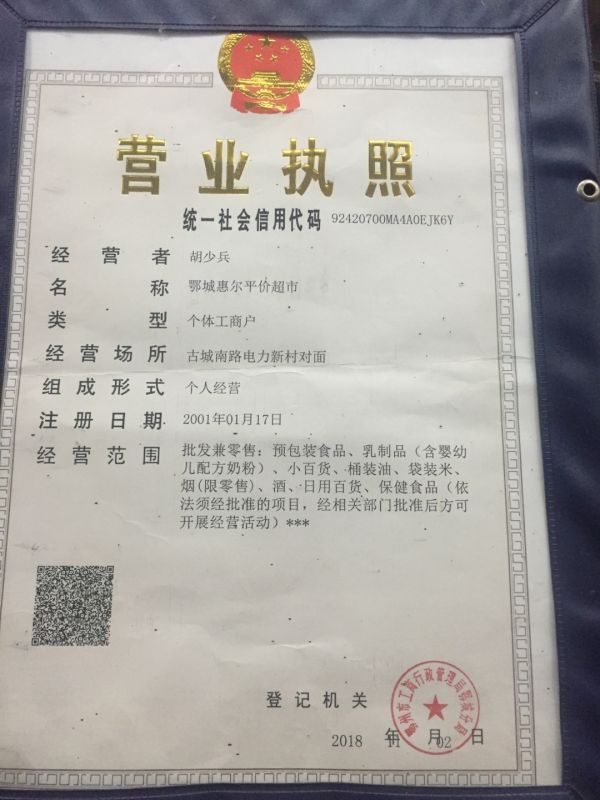 营业执照
统一社会信用代码 92420700MA4A0EJK6Y
经营者 胡少兵
名称 鄂城惠尔平价超市
类型 个体工商户
经营场所 古城南路电力新村对面
组成形式 个人经营
注册日期 2001年01月17日
经营范围 批发兼零售：预包装食品、乳制品（含婴幼
儿配方奶粉）、小百货、桶装油、袋装米、
烟(限零售)、酒、日用百货、保健食品（依
法须经批准的项目，经相关部门批准后方可
开展经营活动）***
鄂州市工商行政管理局鄂城分局
登记机关
2018 年 11 月 02 日